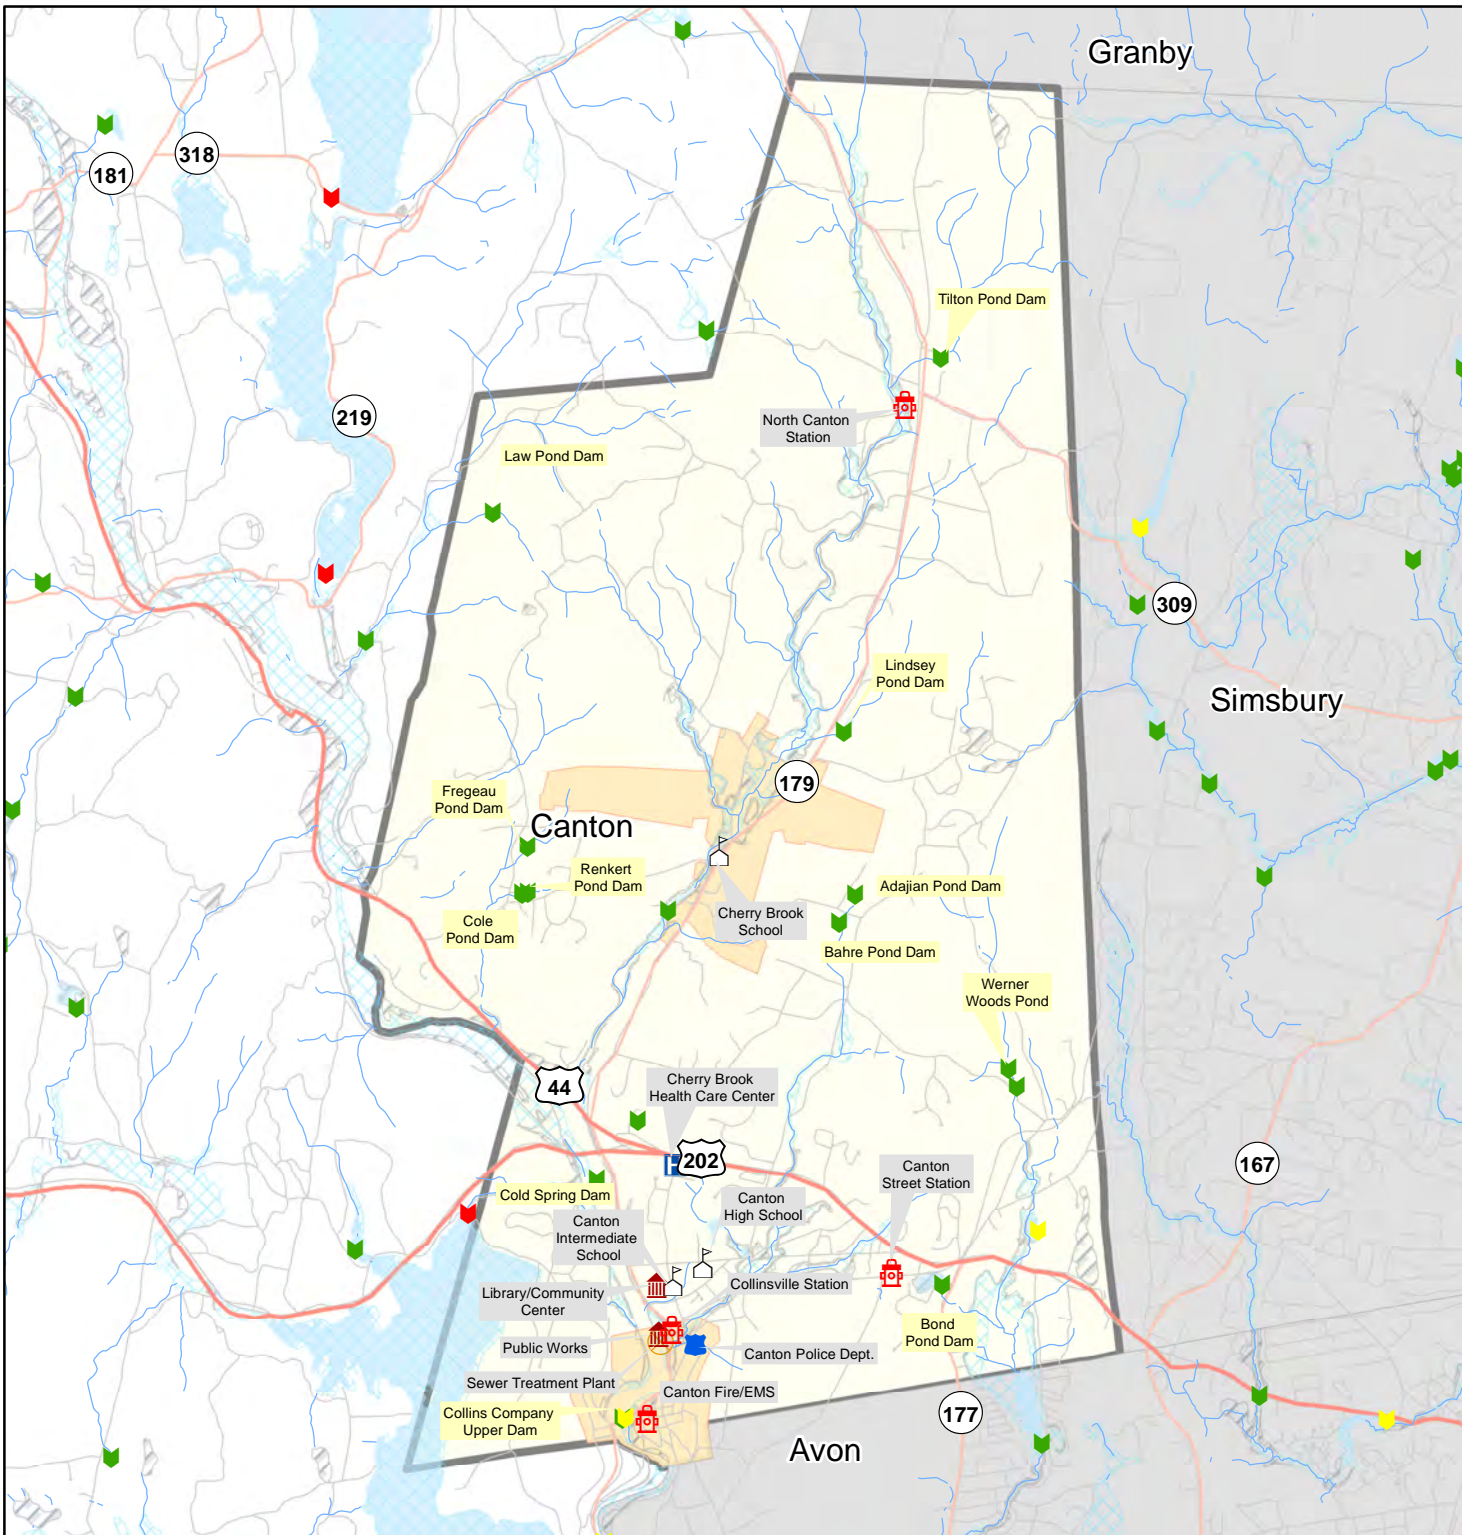 Granby
318
181
Tilton Pond Dam
219
North Canton
Station
Law Pond Dam
309
Lindsey
Pond Dam
Simsbury
179
Fregeau
Pond Dam
Canton
Renkert
Pond Dam
Adajian Pond Dam
Cherry Brook
School
Cole
Pond Dam
Bahre Pond Dam
Werner
Woods Pond
44
Cherry Brook
Health Care Center
202
167
Canton
Street Station
Cold Spring Dam
Canton
High School
Canton
Intermediate
School
Collinsville Station
Library/Community
Center
Bond
Pond Dam
Public Works
Canton Police Dept.
Sewer Treatment Plant
Canton Fire/EMS
Collins Company
Upper Dam
177
Avon